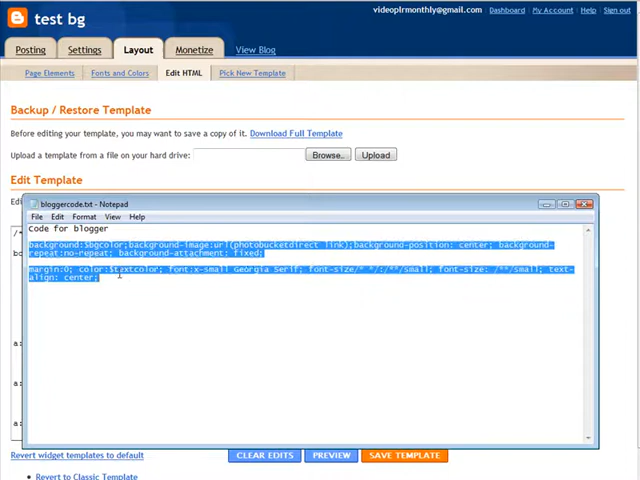 videoplrmonthly@gmail.com Dashboard | My Account | Help | Sign out
test bg
Posting Settings Layout Monetize View Blog
Page Elements Fonts and Colors Edit HTML Pick New Template
Backup / Restore Template
Before editing your template, you may want to save a copy of it. Download Full Template
Upload a template from a file on your hard drive: Browse.. Upload
Edit Template
bloggercode.txt - Notepad
File Edit Format View Help
Code for blogger
background:$bgcolor;background-image:url(photobucketdirect link);background-position: center; background-
repeat:no-repeat; background-attachment: fixed;
margin:0; color:$textcolor; font:x-small Georgia Serif; font-size/* */:/**/small; font-size: /**/small; text-
align: center;
Revert widget templates to default CLEAR EDITS PREVIEW SAVE TEMPLATE
Revert to Classic Template